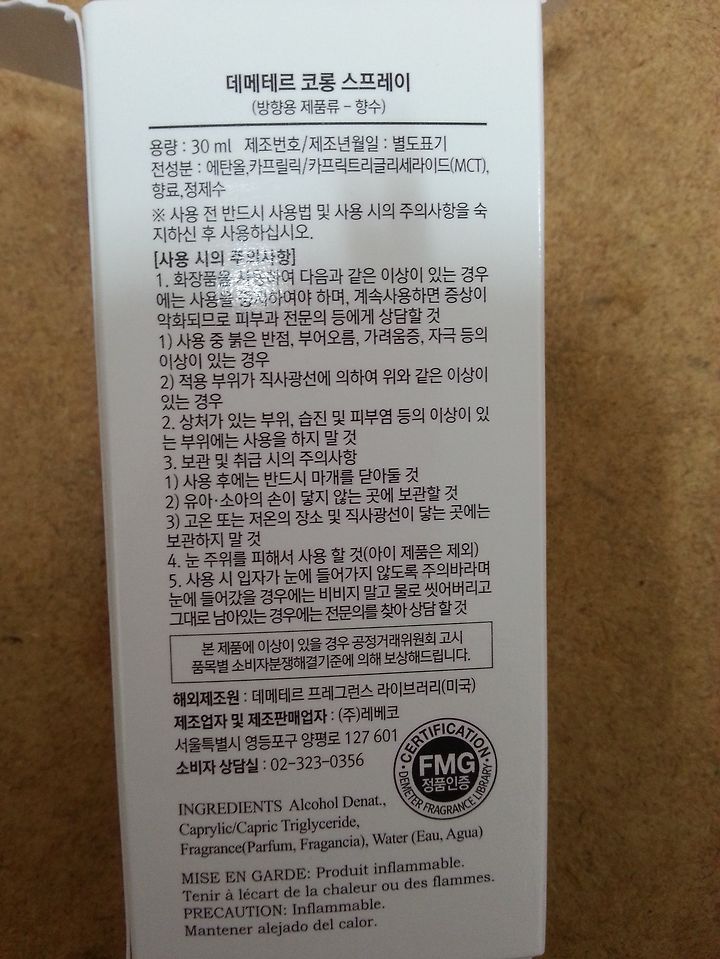 데메테르 코롱 스프레이
(방향용 제품류 - 향수)
용량 : 30 ml 제조번호/제조년월일 : 별도표기
전성분 : 에탄올,카프릴릭/카프릭트리글리세라이드(MCT),
향료,정제수
※ 사용 전 반드시 사용법 및 사용 시의 주의사항을 숙
지하신 후 사용하십시오.
[사용 시의 주의사항]
1. 화장품을 사용하여 다음과 같은 이상이 있는 경우
에는 사용을 중지하여야 하며, 계속사용하면 증상이
악화되므로 피부과 전문의 등에게 상담할 것
1) 사용 중 붉은 반점, 부어오름, 가려움증, 자극 등의
이상이 있는 경우
2) 적용 부위가 직사광선에 의하여 위와 같은 이상이
있는 경우
2. 상처가 있는 부위, 습진 및 피부염 등의 이상이 있
는 부위에는 사용을 하지 말 것
3. 보관 및 취급 시의 주의사항
1) 사용 후에는 반드시 마개를 닫아둘 것
2) 유아·소아의 손이 닿지 않는 곳에 보관할 것
3) 고온 또는 저온의 장소 및 직사광선이 닿는 곳에는
보관하지 말 것
4. 눈 주위를 피해서 사용 할 것(아이 제품은 제외)
5. 사용 시 입자가 눈에 들어가지 않도록 주의바라며
눈에 들어갔을 경우에는 비비지 말고 물로 씻어버리고
그대로 남아있는 경우에는 전문의를 찾아 상담 할 것
본 제품에 이상이 있을 경우 공정거래위원회 고시
품목별 소비자분쟁해결기준에 의해 보상해드립니다.
해외제조원 : 데메테르 프레그런스 라이브러리(미국)
제조업자 및 제조판매업자 : (주)레베코
서울특별시 영등포구 양평로 127 601
소비자 상담실 : 02-323-0356
·CERTIFICATION·
FMG
정품인증
DEMETER FRAGRANCE LIBRARY
INGREDIENTS Alcohol Denat.,
Caprylic/Capric Triglyceride,
Fragrance(Parfum, Fragancia), Water (Eau, Agua)
MISE EN GARDE: Produit inflammable.
Tenir à lécart de la chaleur ou des flammes.
PRECAUTION: Inflammable.
Mantener alejado del calor.